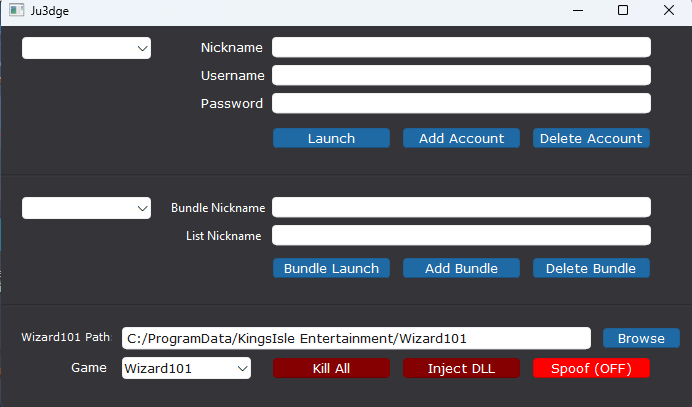 Ju3dge
Nickname
Username
Password
Launch Add Account Delete Account
Bundle Nickname
List Nickname
Bundle Launch Add Bundle Delete Bundle
Wizard101 Path C:/ProgramData/KingsIsle Entertainment/Wizard101 Browse
Game Wizard101 Kill All Inject DLL Spoof (OFF)